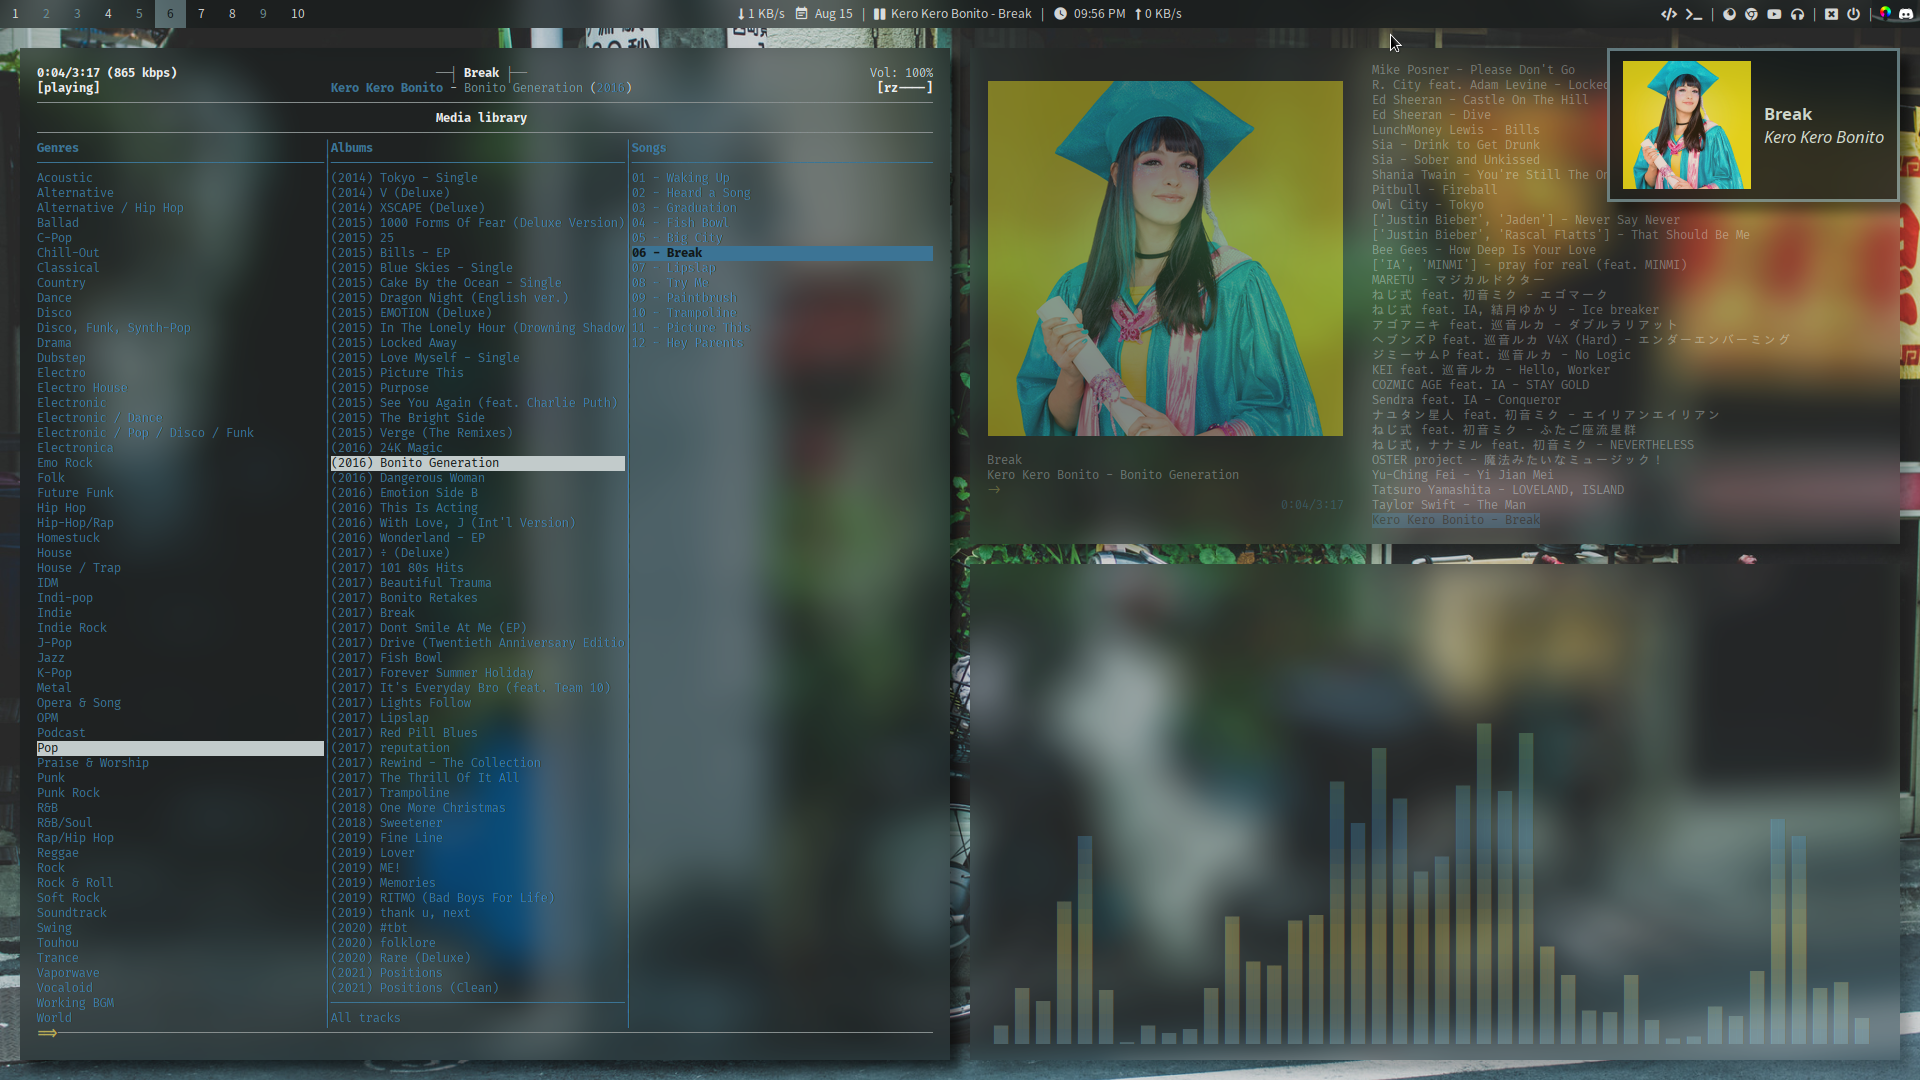 1 2 3 4 5 6 7 8 9 10
1 KB/s Aug 15 | Kero Kero Bonito - Break | 09:56 PM 0 KB/s
0:04/3:17 (865 kbps)
Break
Vol: 100%
[playing]
Kero Kero Bonito - Bonito Generation (2016)
[rz----]
Media library
Genres
Acoustic
Alternative
Alternative / Hip Hop
Ballad
C-Pop
Chill-Out
Classical
Country
Dance
Disco
Disco, Funk, Synth-Pop
Drama
Dubstep
Electro
Electro House
Electronic
Electronic / Dance
Electronic / Pop / Disco / Funk
Electronica
Emo Rock
Folk
Future Funk
Hip Hop
Hip-Hop/Rap
Homestuck
House
House / Trap
IDM
Indi-pop
Indie
Indie Rock
J-Pop
Jazz
K-Pop
Metal
Opera & Song
OPM
Podcast
Pop
Praise & Worship
Punk
Punk Rock
R&B
R&B/Soul
Rap/Hip Hop
Reggae
Rock
Rock & Roll
Soft Rock
Soundtrack
Swing
Touhou
Trance
Vaporwave
Vocaloid
Working BGM
World
Albums
(2014) Tokyo - Single
(2014) V (Deluxe)
(2014) XSCAPE (Deluxe)
(2015) 1000 Forms Of Fear (Deluxe Version)
(2015) 25
(2015) Bills - EP
(2015) Blue Skies - Single
(2015) Cake By the Ocean - Single
(2015) Dragon Night (English ver.)
(2015) EMOTION (Deluxe)
(2015) In The Lonely Hour (Drowning Shadow
(2015) Locked Away
(2015) Love Myself - Single
(2015) Picture This
(2015) Purpose
(2015) See You Again (feat. Charlie Puth)
(2015) The Bright Side
(2015) Verge (The Remixes)
(2016) 24K Magic
(2016) Bonito Generation
(2016) Dangerous Woman
(2016) Emotion Side B
(2016) This Is Acting
(2016) With Love, J (Int'l Version)
(2016) Wonderland - EP
(2017) ÷ (Deluxe)
(2017) 101 80s Hits
(2017) Beautiful Trauma
(2017) Bonito Retakes
(2017) Break
(2017) Dont Smile At Me (EP)
(2017) Drive (Twentieth Anniversary Editio
(2017) Fish Bowl
(2017) Forever Summer Holiday
(2017) It's Everyday Bro (feat. Team 10)
(2017) Lights Follow
(2017) Lipslap
(2017) Red Pill Blues
(2017) reputation
(2017) Rewind - The Collection
(2017) The Thrill Of It All
(2017) Trampoline
(2018) One More Christmas
(2018) Sweetener
(2019) Fine Line
(2019) Lover
(2019) ME!
(2019) Memories
(2019) RITMO (Bad Boys For Life)
(2019) thank u, next
(2020) #tbt
(2020) folklore
(2020) Rare (Deluxe)
(2021) Positions
(2021) Positions (Clean)
All tracks
Songs
01 - Waking Up
02 - Heard a Song
03 - Graduation
04 - Fish Bowl
05 - Big City
06 - Break
07 - Lipslap
08 - Try Me
09 - Paintbrush
10 - Trampoline
11 - Picture This
12 - Hey Parents
Break
Kero Kero Bonito - Bonito Generation
0:04/3:17
Mike Posner - Please Don't Go
R. City feat. Adam Levine - Locked
Ed Sheeran - Castle On The Hill
Ed Sheeran - Dive
LunchMoney Lewis - Bills
Sia - Drink to Get Drunk
Sia - Sober and Unkissed
Shania Twain - You're Still The On
Pitbull - Fireball
Owl City - Tokyo
['Justin Bieber', 'Jaden'] - Never Say Never
['Justin Bieber', 'Rascal Flatts'] - That Should Be Me
Bee Gees - How Deep Is Your Love
['IA', 'MINMI'] - pray for real (feat. MINMI)
MARETU - マジカルドクター
ねじ式 feat. 初音ミク - エゴマーク
ねじ式 feat. IA, 結月ゆかり - Ice breaker
アゴアニキ feat. 巡音ルカ - ダブルラリアット
ヘブンズP feat. 巡音ルカ V4X (Hard) - エンダーエンバーミング
ジミーサムP feat. 巡音ルカ - No Logic
KEI feat. 巡音ルカ - Hello, Worker
COZMIC AGE feat. IA - STAY GOLD
Sendra feat. IA - Conqueror
ナユタン星人 feat. 初音ミク - エイリアンエイリアン
ねじ式 feat. 初音ミク - ふたご座流星群
ねじ式, ナナミル feat. 初音ミク - NEVERTHELESS
OSTER project - 魔法みたいなミュージック！
Yu-Ching Fei - Yi Jian Mei
Tatsuro Yamashita - LOVELAND, ISLAND
Taylor Swift - The Man
Kero Kero Bonito - Break
Break
Kero Kero Bonito